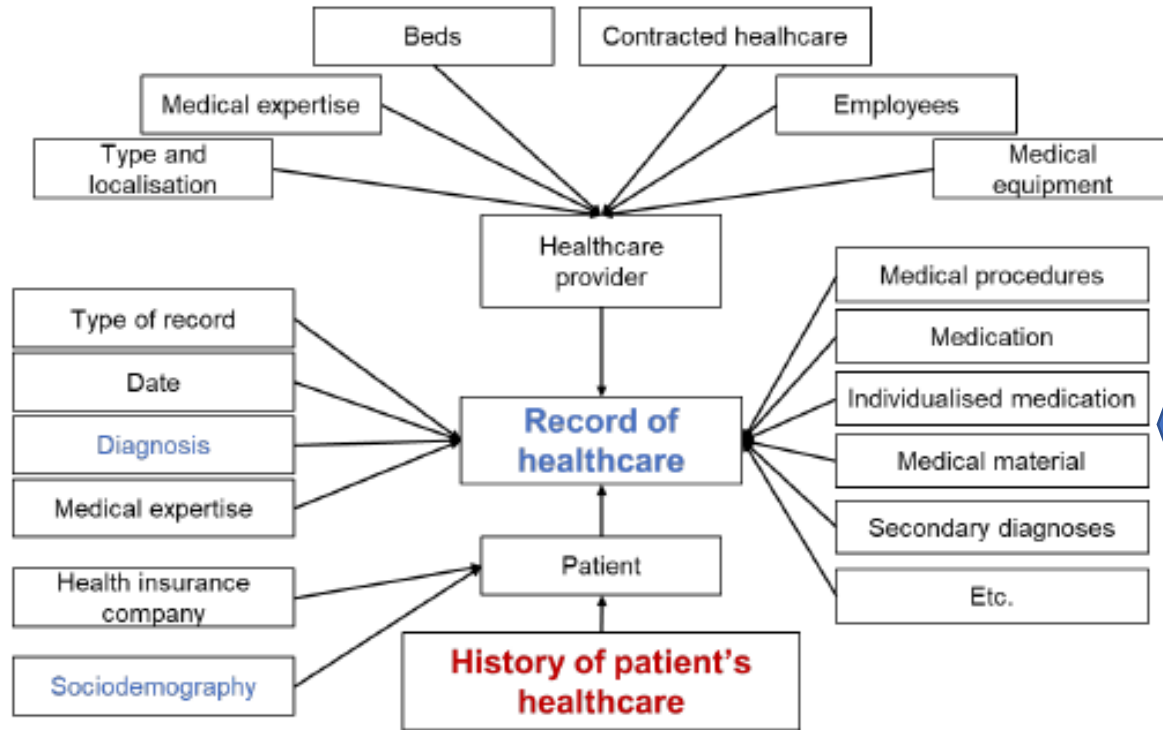 Beds
Contracted healhcare
Medical expertise
Employees
Type and
localisation
Medical
equipment
Healthcare
provider
Medical procedures
Type of record
Medication
Date
Individualised medication
Record of
healthcare
Diagnosis
Medical material
Medical expertise
Secondary diagnoses
Patient
Health insurance
company
Etc.
History of patient's
healthcare
Sociodemography